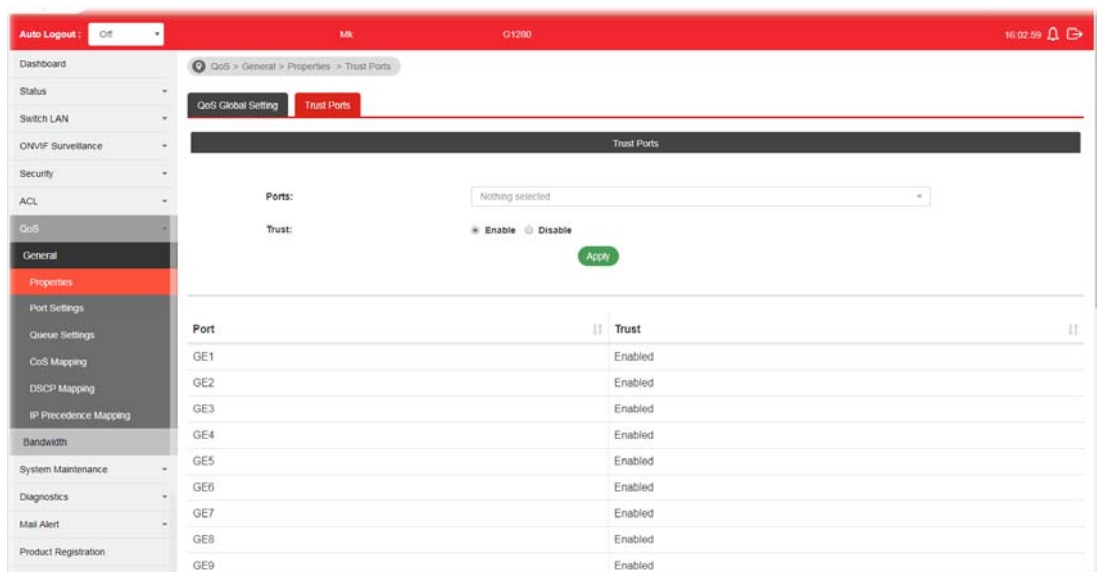 Auto Logout : Off Mk G1280 16:02:59
Dashboard
Status
Switch LAN
ONVIF Surveillance
Security
ACL
QoS
General
Properties
Port Settings
Queue Settings
CoS Mapping
DSCP Mapping
IP Precedence Mapping
Bandwidth
System Maintenance
Diagnostics
Mail Alert
Product Registration
QoS > General > Properties > Trust Ports
QoS Global Setting Trust Ports
Trust Ports
Ports: Nothing selected
Trust: Enable Disable
Apply
Port Trust
GE1 Enabled
GE2 Enabled
GE3 Enabled
GE4 Enabled
GE5 Enabled
GE6 Enabled
GE7 Enabled
GE8 Enabled
GE9 Enabled